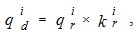 q_d^i = q_r^i × k_r^i ,